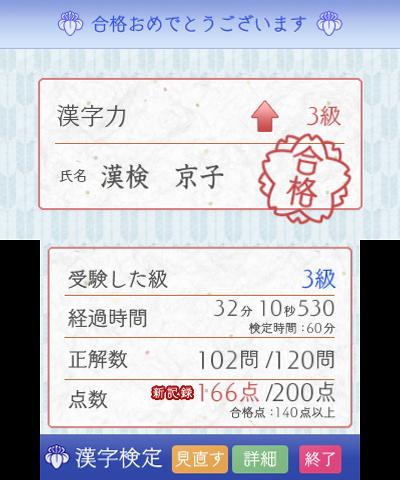 合格おめでとうございます
漢字力 3級
氏名 漢検 京子
合格
受験した級 3級
経過時間 32分10秒530
検定時間:60分
正解数 102問/120問
点数 新記録 166点/200点
合格点:140点以上
漢字検定 見直す 詳細 終了